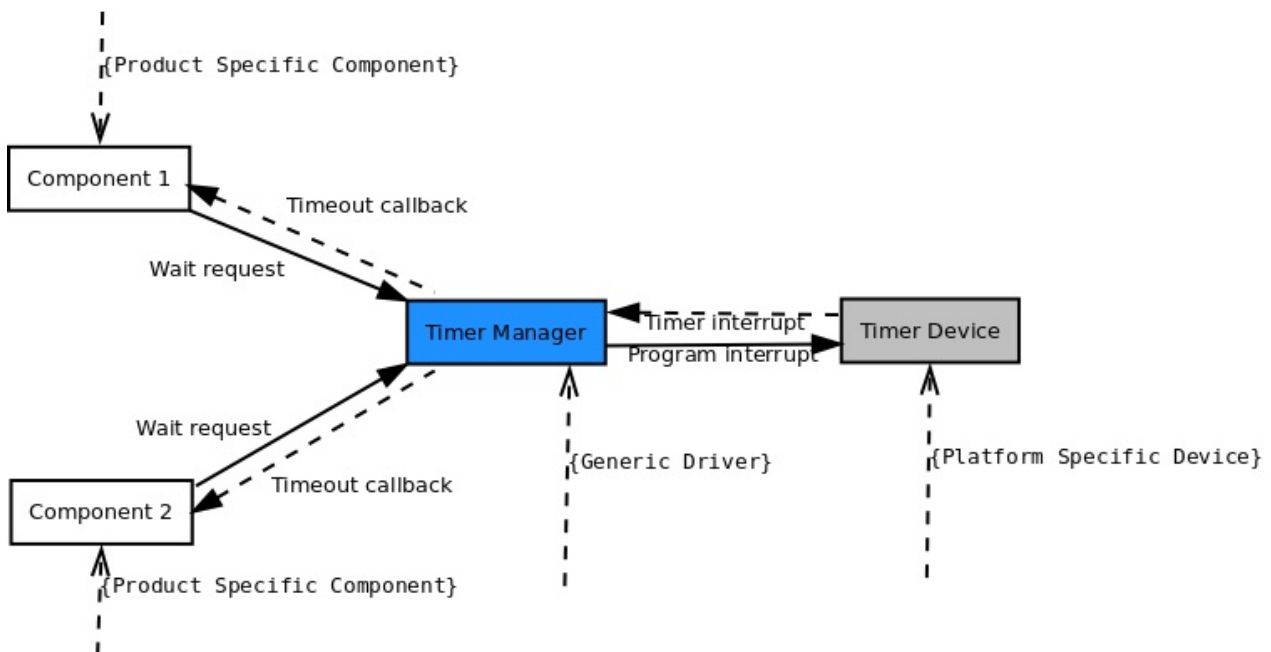 {Product Specific Component}
Component 1
Timeout callback
Wait request
Timer Manager
Timer interrupt
Program interrupt
Timer Device
Wait request
{Generic Driver}
{Platform Specific Device}
Timeout callback
Component 2
{Product Specific Component}